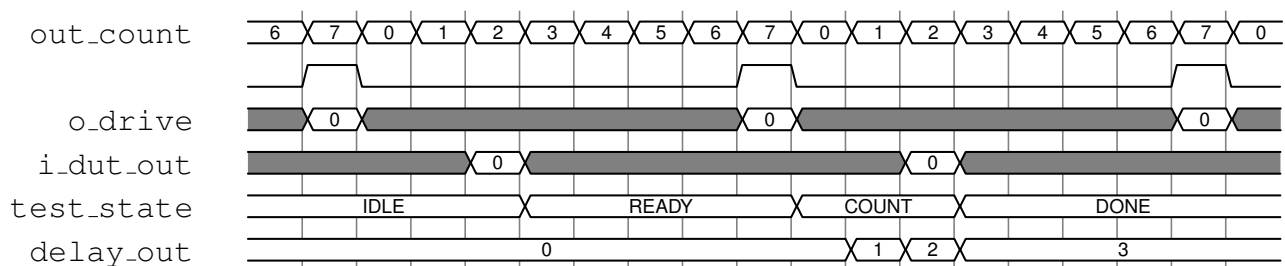 out_count 6 7 0 1 2 3 4 5 6 7 0 1 2 3 4 5 6 7 0
o_drive 0 0 0
i_dut_out 0 0
test_state IDLE READY COUNT DONE
delay_out 0 1 2 3